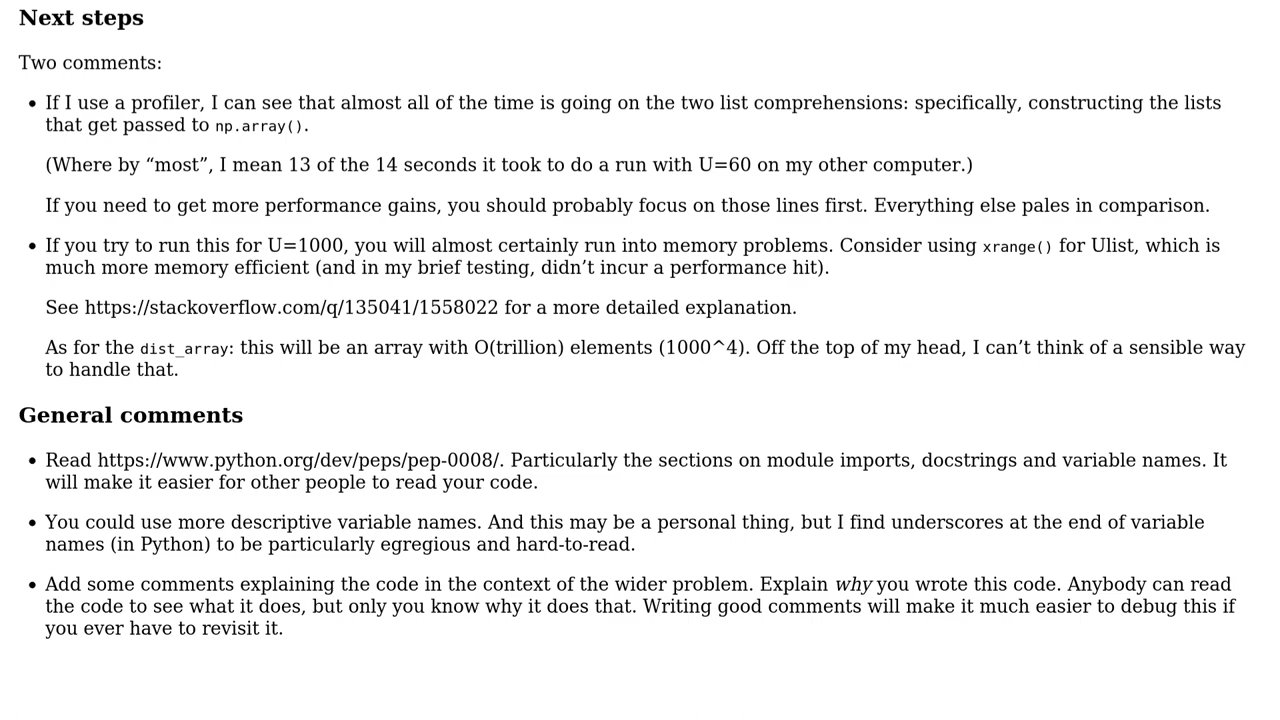 Next steps
Two comments:
• If I use a profiler, I can see that almost all of the time is going on the two list comprehensions: specifically, constructing the lists
that get passed to np.array().
(Where by “most”, I mean 13 of the 14 seconds it took to do a run with U=60 on my other computer.)
If you need to get more performance gains, you should probably focus on those lines first. Everything else pales in comparison.
• If you try to run this for U=1000, you will almost certainly run into memory problems. Consider using xrange() for Ulist, which is
much more memory efficient (and in my brief testing, didn’t incur a performance hit).
See https://stackoverflow.com/q/135041/1558022 for a more detailed explanation.
As for the dist_array: this will be an array with O(trillion) elements (1000^4). Off the top of my head, I can’t think of a sensible way
to handle that.
General comments
• Read https://www.python.org/dev/peps/pep-0008/. Particularly the sections on module imports, docstrings and variable names. It
will make it easier for other people to read your code.
• You could use more descriptive variable names. And this may be a personal thing, but I find underscores at the end of variable
names (in Python) to be particularly egregious and hard-to-read.
• Add some comments explaining the code in the context of the wider problem. Explain why you wrote this code. Anybody can read
the code to see what it does, but only you know why it does that. Writing good comments will make it much easier to debug this if
you ever have to revisit it.